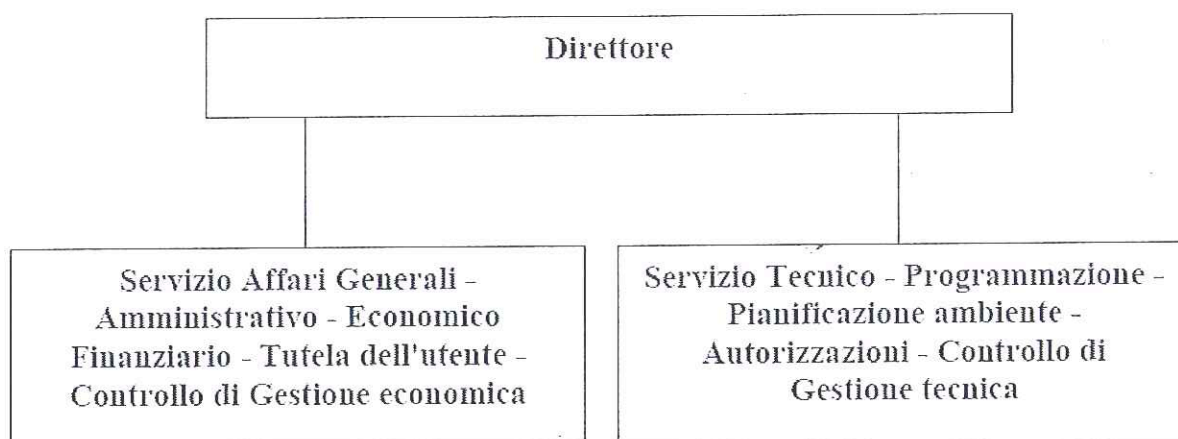 Direttore
Servizio Affari Generali -
Amministrativo - Economico
Finanziario - Tutela dell'utente -
Controllo di Gestione economica
Servizio Tecnico - Programmazione -
Pianificazione ambiente -
Autorizzazioni - Controllo di
Gestione tecnica